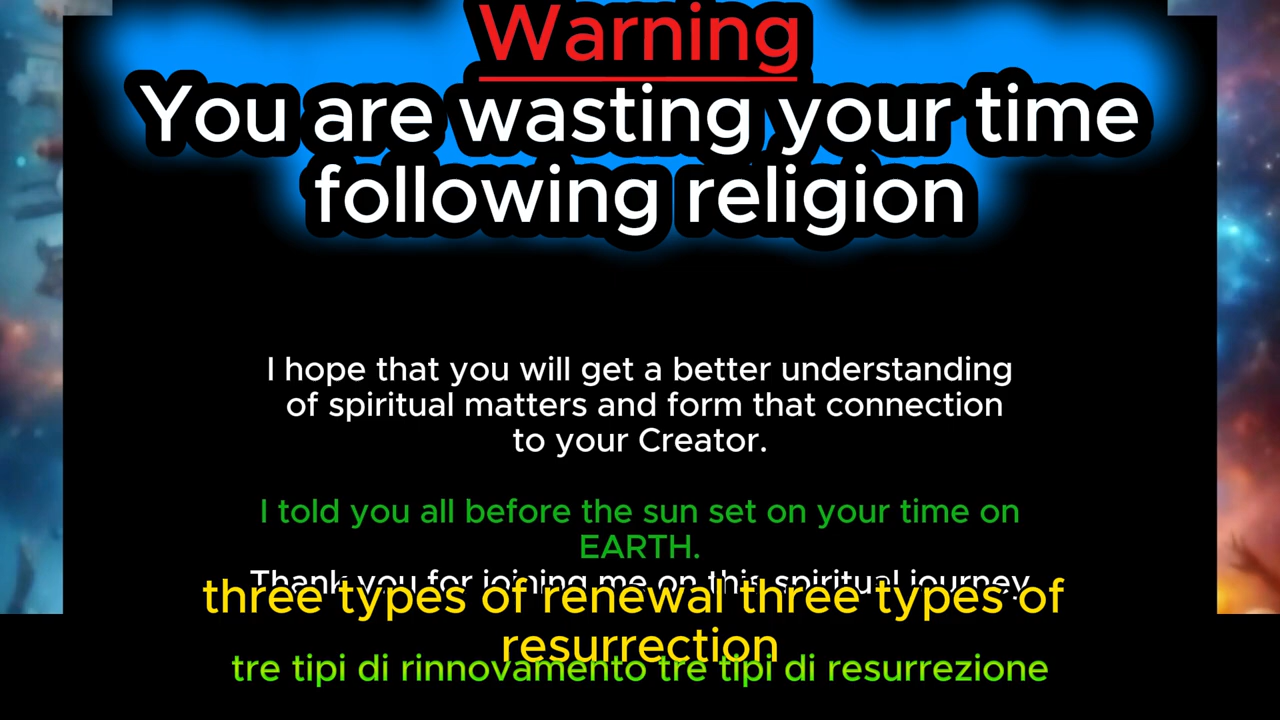 Warning
You are wasting your time
following religion
I hope that you will get a better understanding
of spiritual matters and form that connection
to your Creator.
I told you all before the sun set on your time on
EARTH.
Thank you for joining me on this spiritual journey
three types of renewal three types of
resurrection
tre tipi di rinnovamento tre tipi di resurrezione